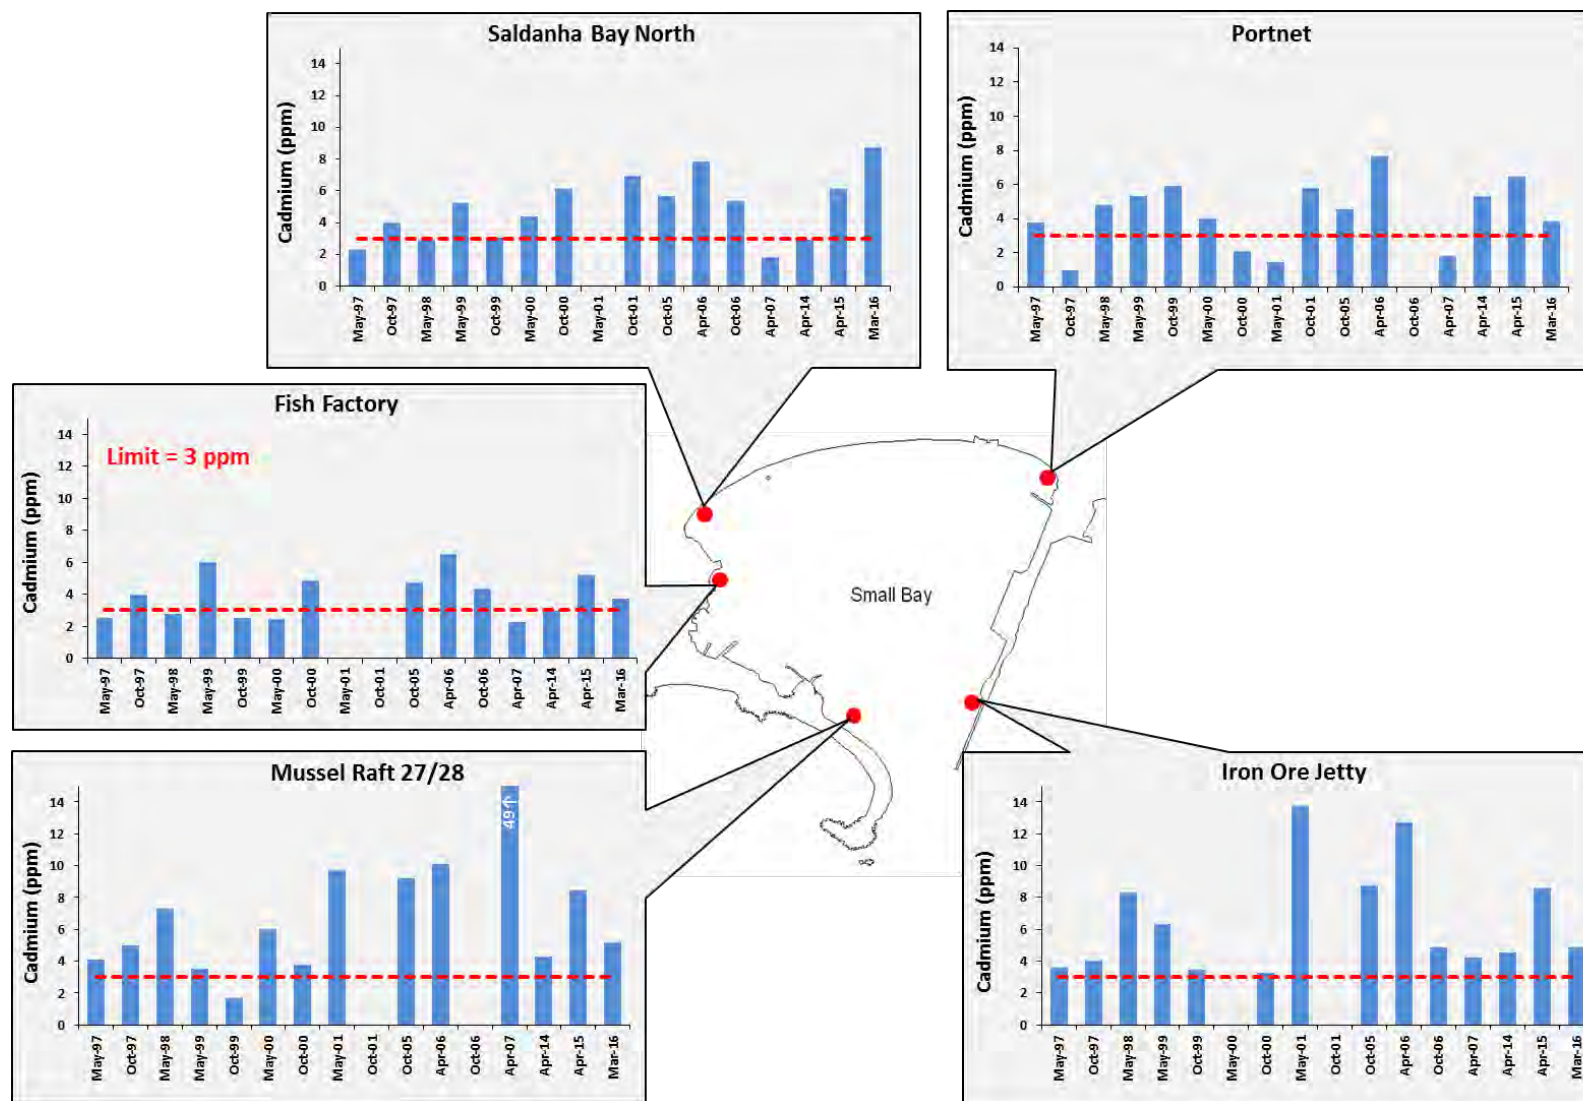 Saldanha Bay North
Cadmium (ppm)
14
12
10
8
6
4
2
0
May-97
Oct-97
May-98
May-99
Oct-99
May-00
Oct-00
May-01
Oct-01
Oct-05
Apr-06
Oct-06
Apr-07
Apr-14
Apr-15
Mar-16
Portnet
Cadmium (ppm)
14
12
10
8
6
4
2
0
May-97
Oct-97
May-98
May-99
Oct-99
May-00
Oct-00
May-01
Oct-01
Oct-05
Apr-06
Oct-06
Apr-07
Apr-14
Apr-15
Mar-16
Fish Factory
Limit = 3 ppm
Cadmium (ppm)
14
12
10
8
6
4
2
0
May-97
Oct-97
May-98
May-99
Oct-99
May-00
Oct-00
May-01
Oct-01
Oct-05
Apr-06
Oct-06
Apr-07
Apr-14
Apr-15
Mar-16
Small Bay
Mussel Raft 27/28
Cadmium (ppm)
14
12
10
8
6
4
2
0
49↑
May-97
Oct-97
May-98
May-99
Oct-99
May-00
Oct-00
May-01
Oct-01
Oct-05
Apr-06
Oct-06
Apr-07
Apr-14
Apr-15
Mar-16
Iron Ore Jetty
Cadmium (ppm)
14
12
10
8
6
4
2
0
May-97
Oct-97
May-98
May-99
Oct-99
May-00
Oct-00
May-01
Oct-01
Oct-05
Apr-06
Oct-06
Apr-07
Apr-14
Apr-15
Mar-16